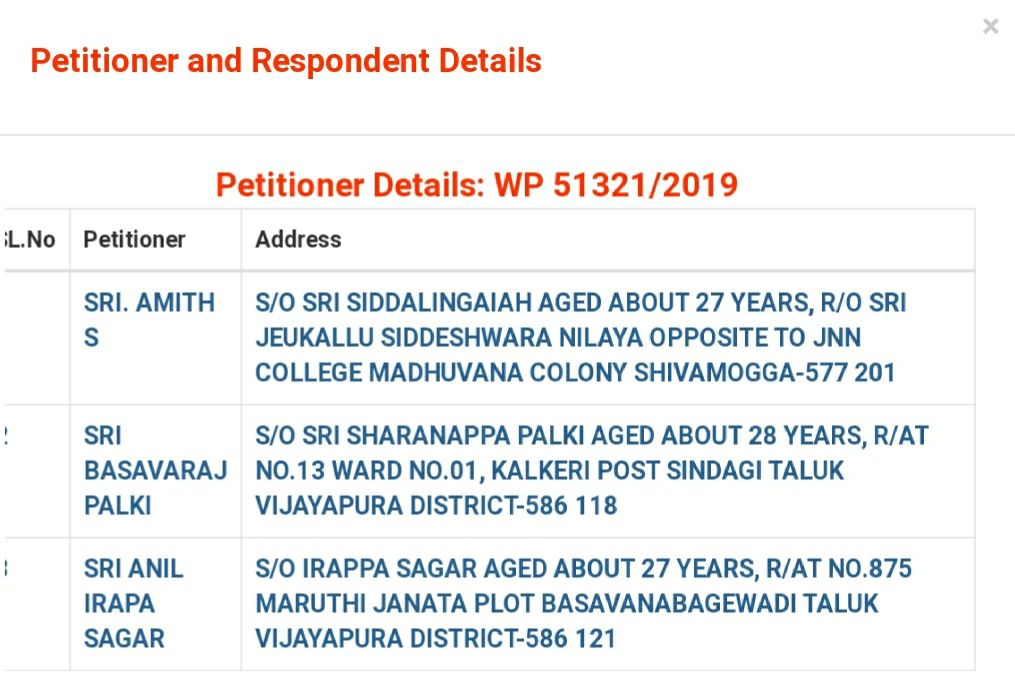 ×
Petitioner and Respondent Details
Petitioner Details: WP 51321/2019
SL.No Petitioner Address
SRI. AMITH S/O SRI SIDDALINGAIAH AGED ABOUT 27 YEARS, R/O SRI
S JEUKALLU SIDDESHWARA NILAYA OPPOSITE TO JNN
COLLEGE MADHUVANA COLONY SHIVAMOGGA-577 201
2 SRI S/O SRI SHARANAPPA PALKI AGED ABOUT 28 YEARS, R/AT
BASAVARAJ NO.13 WARD NO.01, KALKERI POST SINDAGI TALUK
PALKI VIJAYAPURA DISTRICT-586 118
3 SRI ANIL S/O IRAPPA SAGAR AGED ABOUT 27 YEARS, R/AT NO.875
IRAPA MARUTHI JANATA PLOT BASAVANABAGEWADI TALUK
SAGAR VIJAYAPURA DISTRICT-586 121